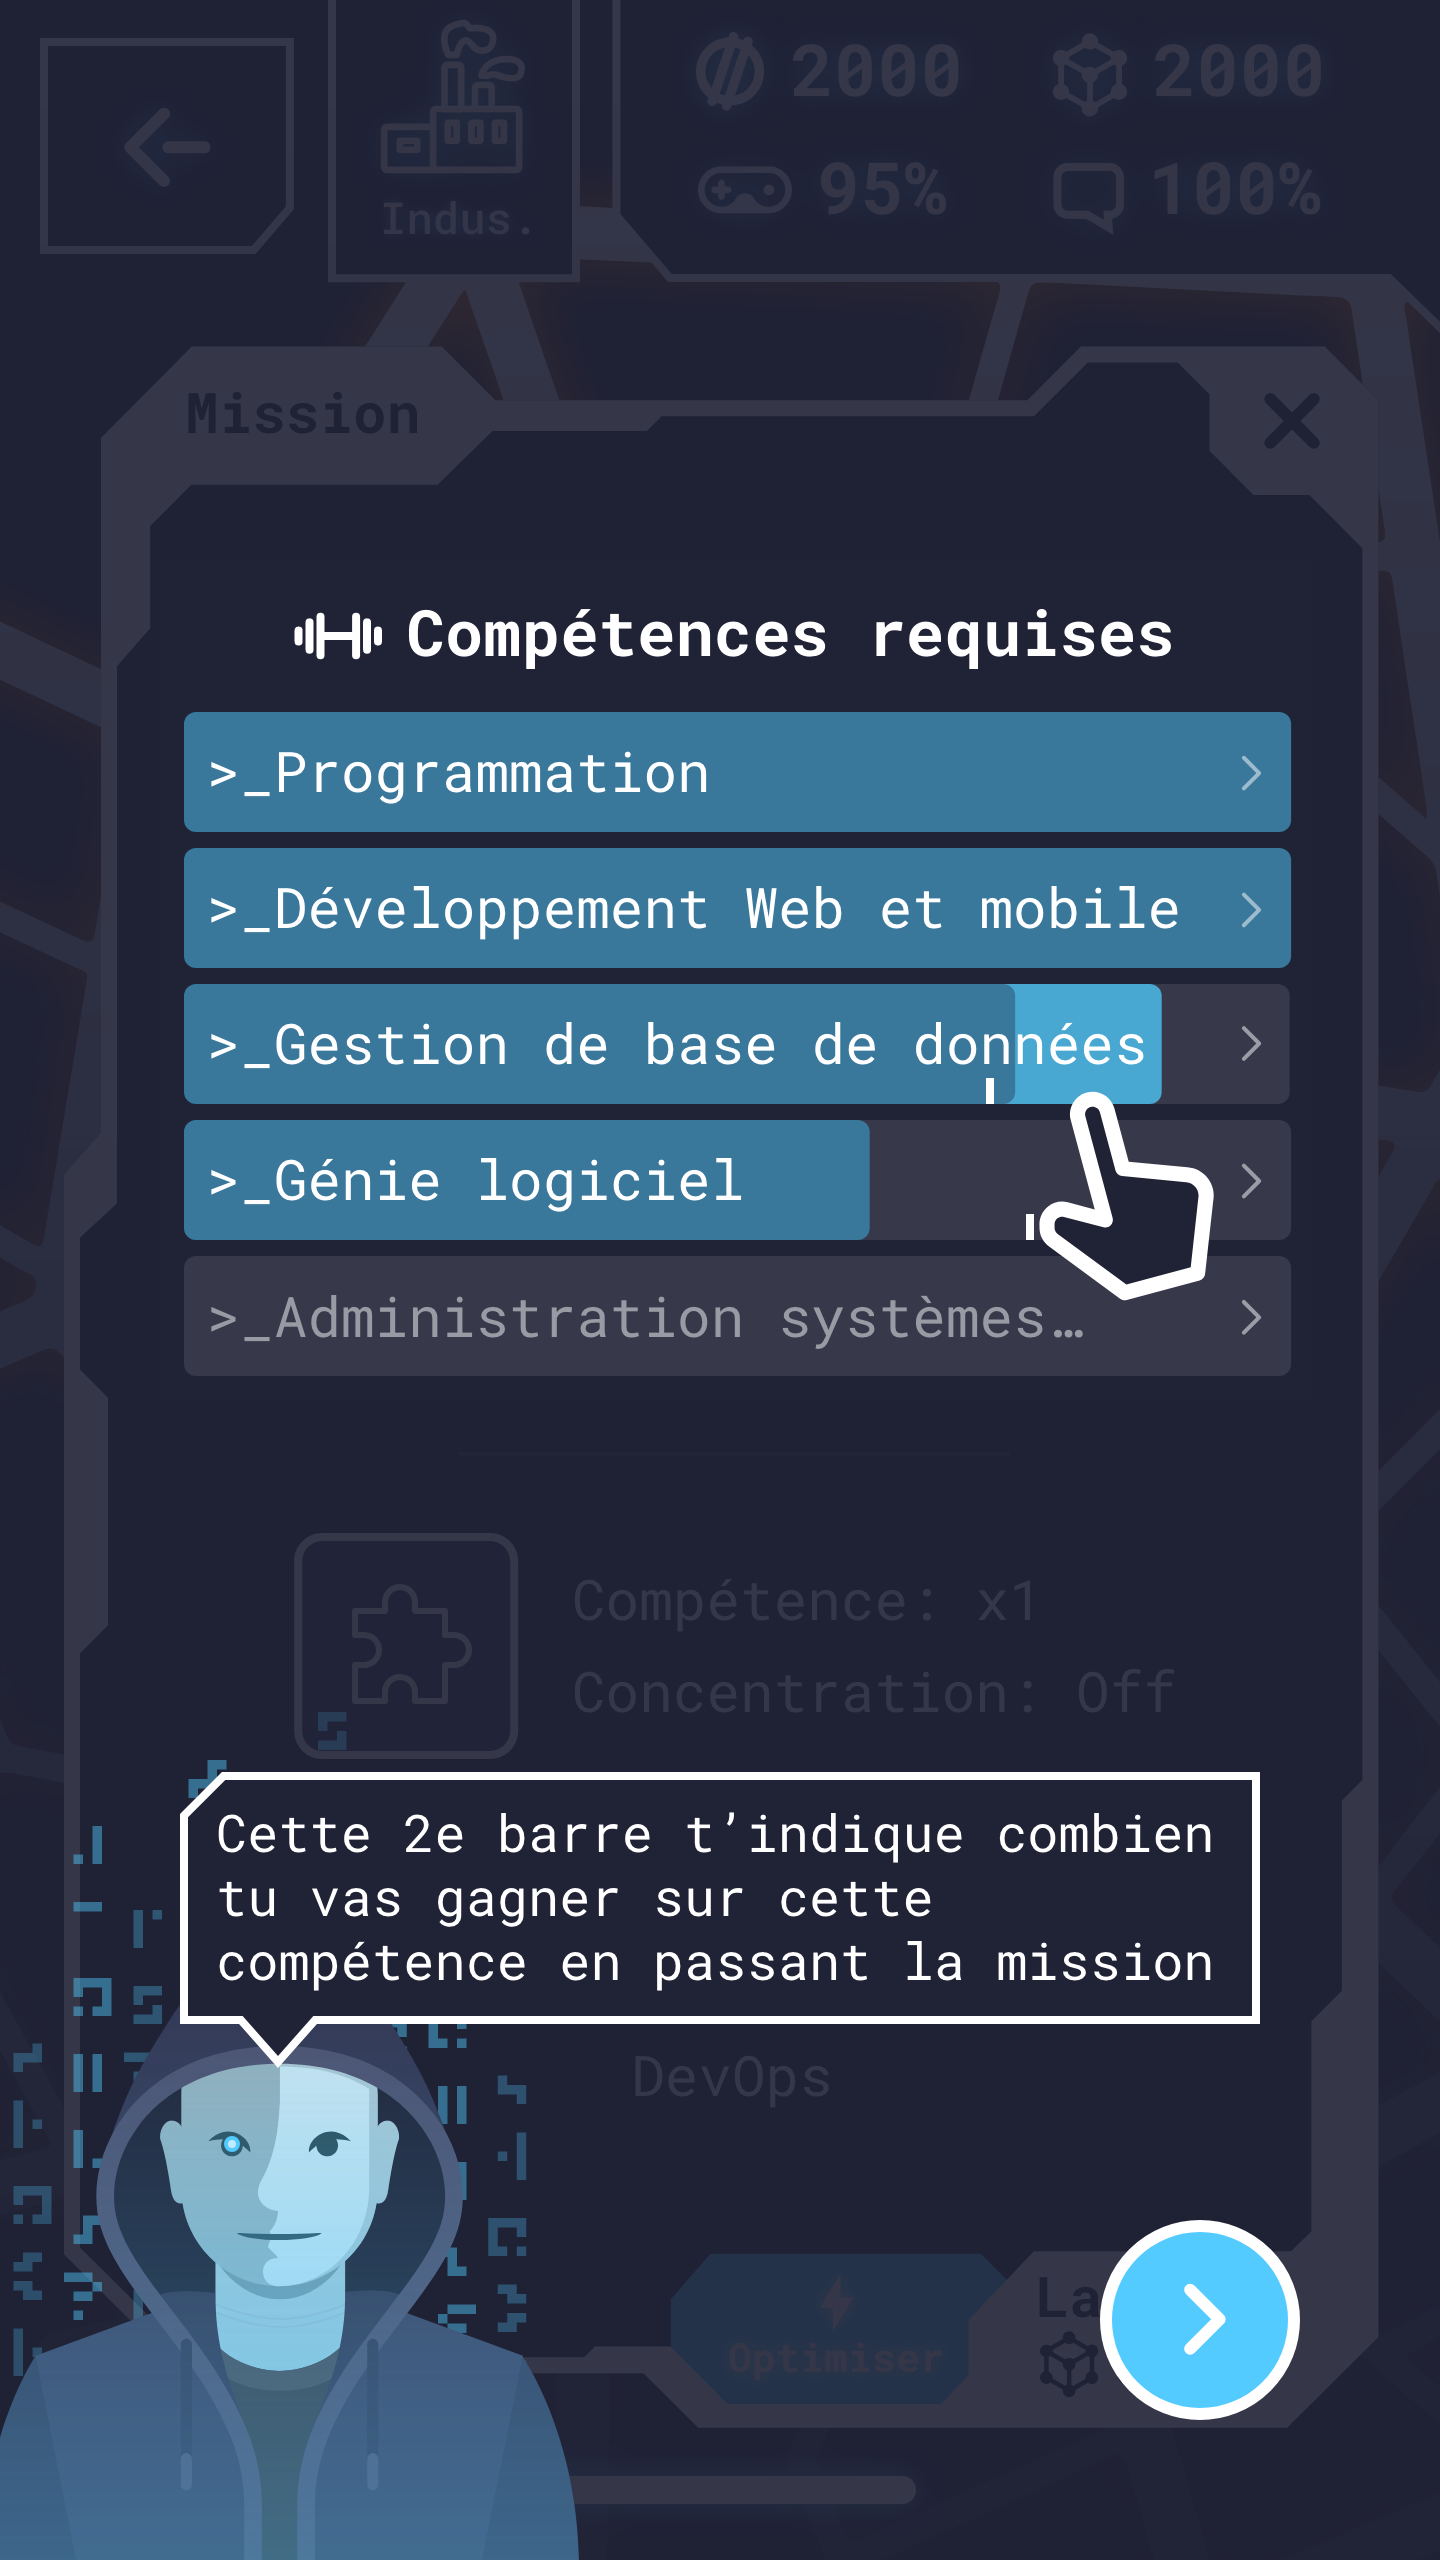 2000
2000
Indus.
95%
100%
Mission
Compétences requises
>_Programmation
>_Développement Web et mobile
>_Gestion de base de données
>_Génie logiciel
>_Administration systèmes…
Compétence: x1
Concentration: Off
Cette 2e barre t’indique combien
tu vas gagner sur cette
compétence en passant la mission
DevOps
La
Optimiser